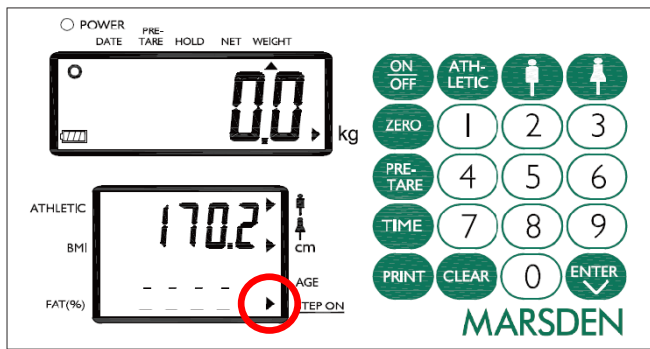 POWER
DATE PRE-TARE HOLD NET WEIGHT
0.0 kg
ATHLETIC
170.2
BMI
cm
AGE
- - - -
FAT(%)
- - - -
STEP ON
ON
OFF
ATH-
LETIC
ZERO 1 2 3
PRE-
TARE
4 5 6
TIME 7 8 9
PRINT CLEAR 0 ENTER
MARSDEN